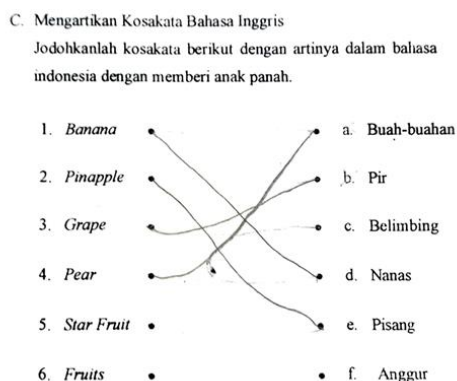 C. Mengartikan Kosakata Bahasa Inggris
Jodohkanlah kosakata berikut dengan artinya dalam bahasa
indonesia dengan memberi anak panah.
1. Banana a. Buah-buahan
2. Pinapple b. Pir
3. Grape c. Belimbing
4. Pear d. Nanas
5. Star Fruit e. Pisang
6. Fruits f. Anggur